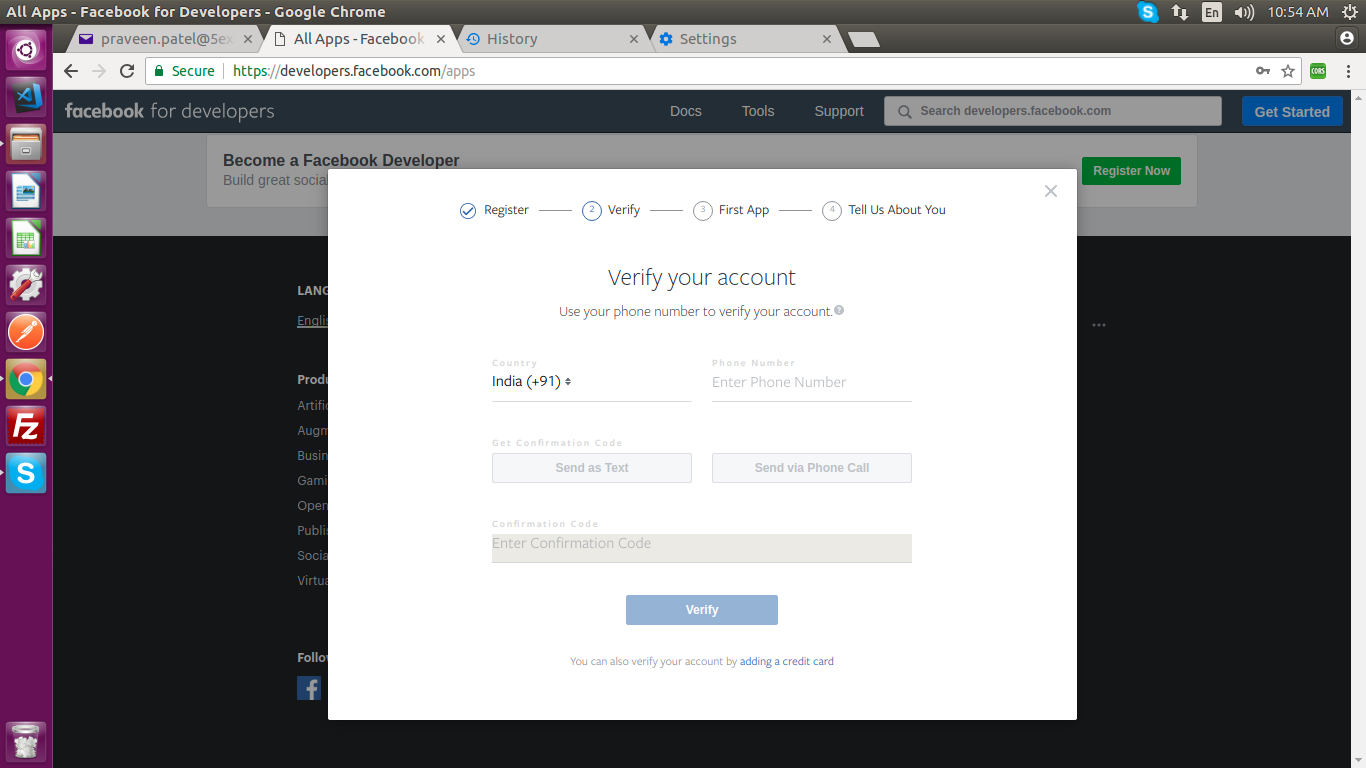 All Apps - Facebook for Developers - Google Chrome
En
10:54 AM
praveen.patel@5ex
All Apps - Facebook
History
Settings
Secure
https://developers.facebook.com/apps
CORS
facebook for developers
Docs
Tools
Support
Search developers.facebook.com
Get Started
Become a Facebook Developer
Build great social
Register Now
Register
2 Verify
3 First App
4 Tell Us About You
Verify your account
Use your phone number to verify your account.
?
Country
Phone Number
India (+91)
Enter Phone Number
Get Confirmation Code
Send as Text
Send via Phone Call
Confirmation Code
Enter Confirmation Code
Verify
You can also verify your account by adding a credit card
LANG
Englis
Produ
Artific
Augm
Busin
Gami
Open
Publis
Socia
Virtua
Follow